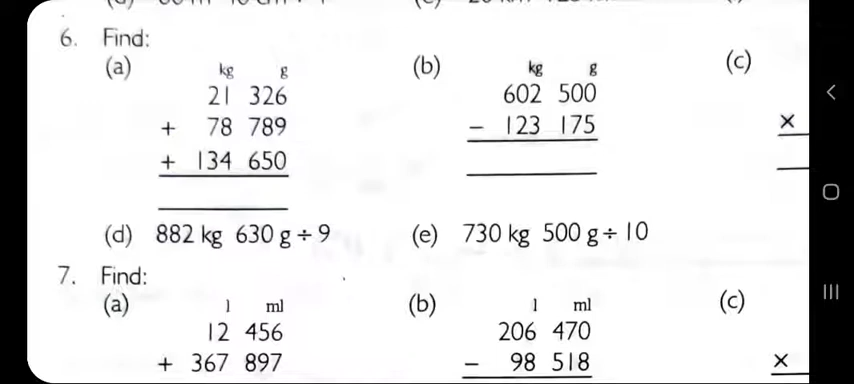 6. Find:
(a) (b) (c)
kg g kg g
21 326 602 500
+ 78 789 – 123 175 ×
+ 134 650
(d) 882 kg 630 g ÷ 9 (e) 730 kg 500 g ÷ 10
7. Find:
(a) (b) (c)
l ml l ml
12 456 206 470
+ 367 897 – 98 518 ×